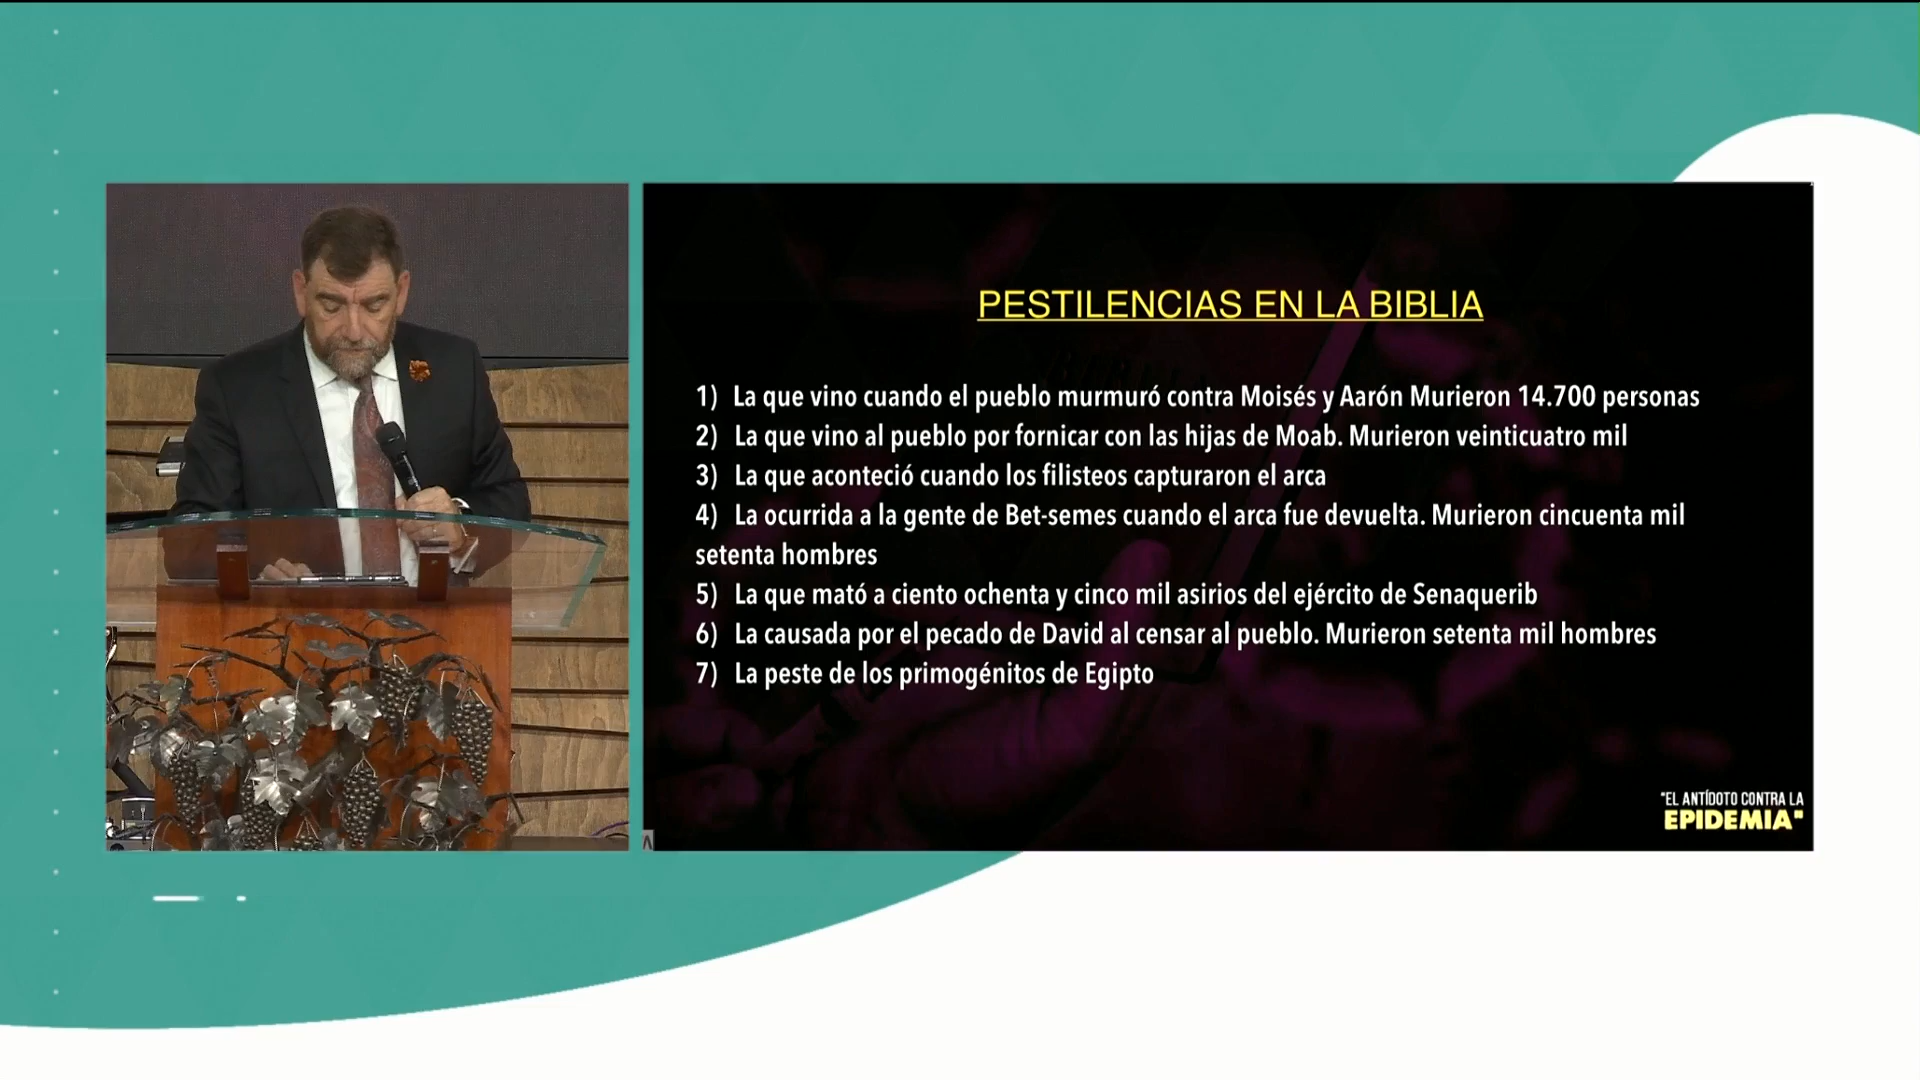 PESTILENCIAS EN LA BIBLIA
1) La que vino cuando el pueblo murmuró contra Moisés y Aarón Murieron 14.700 personas
2) La que vino al pueblo por fornicar con las hijas de Moab. Murieron veinticuatro mil
3) La que aconteció cuando los filisteos capturaron el arca
4) La ocurrida a la gente de Bet-semes cuando el arca fue devuelta. Murieron cincuenta mil
setenta hombres
5) La que mató a ciento ochenta y cinco mil asirios del ejército de Senaquerib
6) La causada por el pecado de David al censar al pueblo. Murieron setenta mil hombres
7) La peste de los primogénitos de Egipto
"EL ANTÍDOTO CONTRA LA
EPIDEMIA"